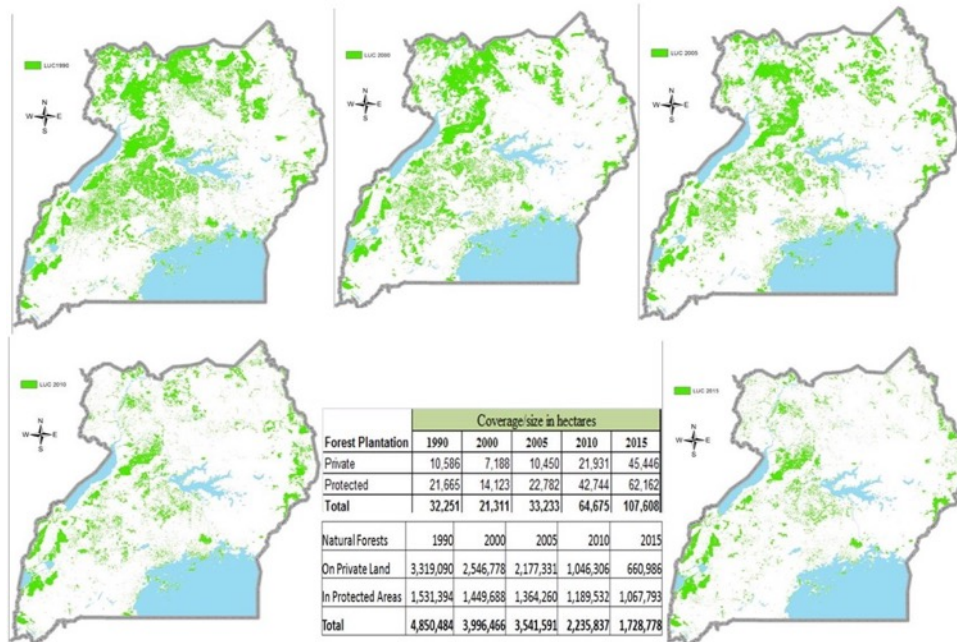 LUC1990
N
W E
S
LUC 2000
N
W E
S
LUC 2005
N
W E
S
LUC 2010
N
W E
S
Coverage/size in hectares
Forest Plantation 1990 2000 2005 2010 2015
Private 10,586 7,188 10,450 21,931 45,446
Protected 21,665 14,123 22,782 42,744 62,162
Total 32,251 21,311 33,233 64,675 107,608
Natural Forests 1990 2000 2005 2010 2015
On Private Land 3,319,090 2,546,778 2,177,331 1,046,306 660,986
In Protected Areas 1,531,394 1,449,688 1,364,260 1,189,532 1,067,793
Total 4,850,484 3,996,466 3,541,591 2,235,837 1,728,778
LUC 2015
N
W E
S